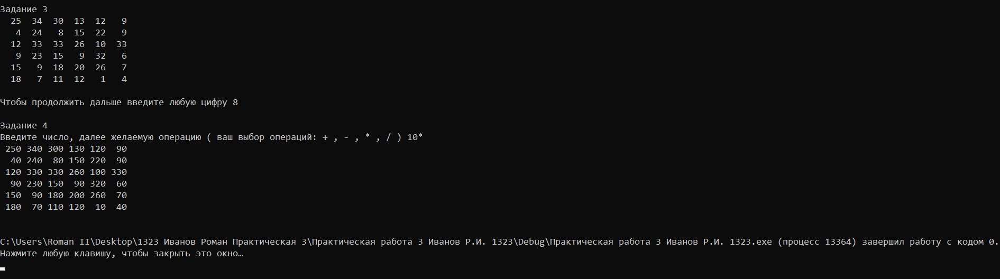 Задание 3
25 34 30 13 12 9
4 24 8 15 22 9
12 33 33 26 10 33
9 23 15 9 32 6
15 9 18 20 26 7
18 7 11 12 1 4
Чтобы продолжить дальше введите любую цифру 8
Задание 4
Введите число, далее желаемую операцию ( ваш выбор операций: + , - , * , / ) 10*
250 340 300 130 120 90
40 240 80 150 220 90
120 330 330 260 100 330
90 230 150 90 320 60
150 90 180 200 260 70
180 70 110 120 10 40
C:\Users\Roman II\Desktop\1323 Иванов Роман Практическая 3\Практическая работа 3 Иванов Р.И. 1323\Debug\Практическая работа 3 Иванов Р.И. 1323.exe (процесс 13364) завершил работу с кодом 0.
Нажмите любую клавишу, чтобы закрыть это окно…